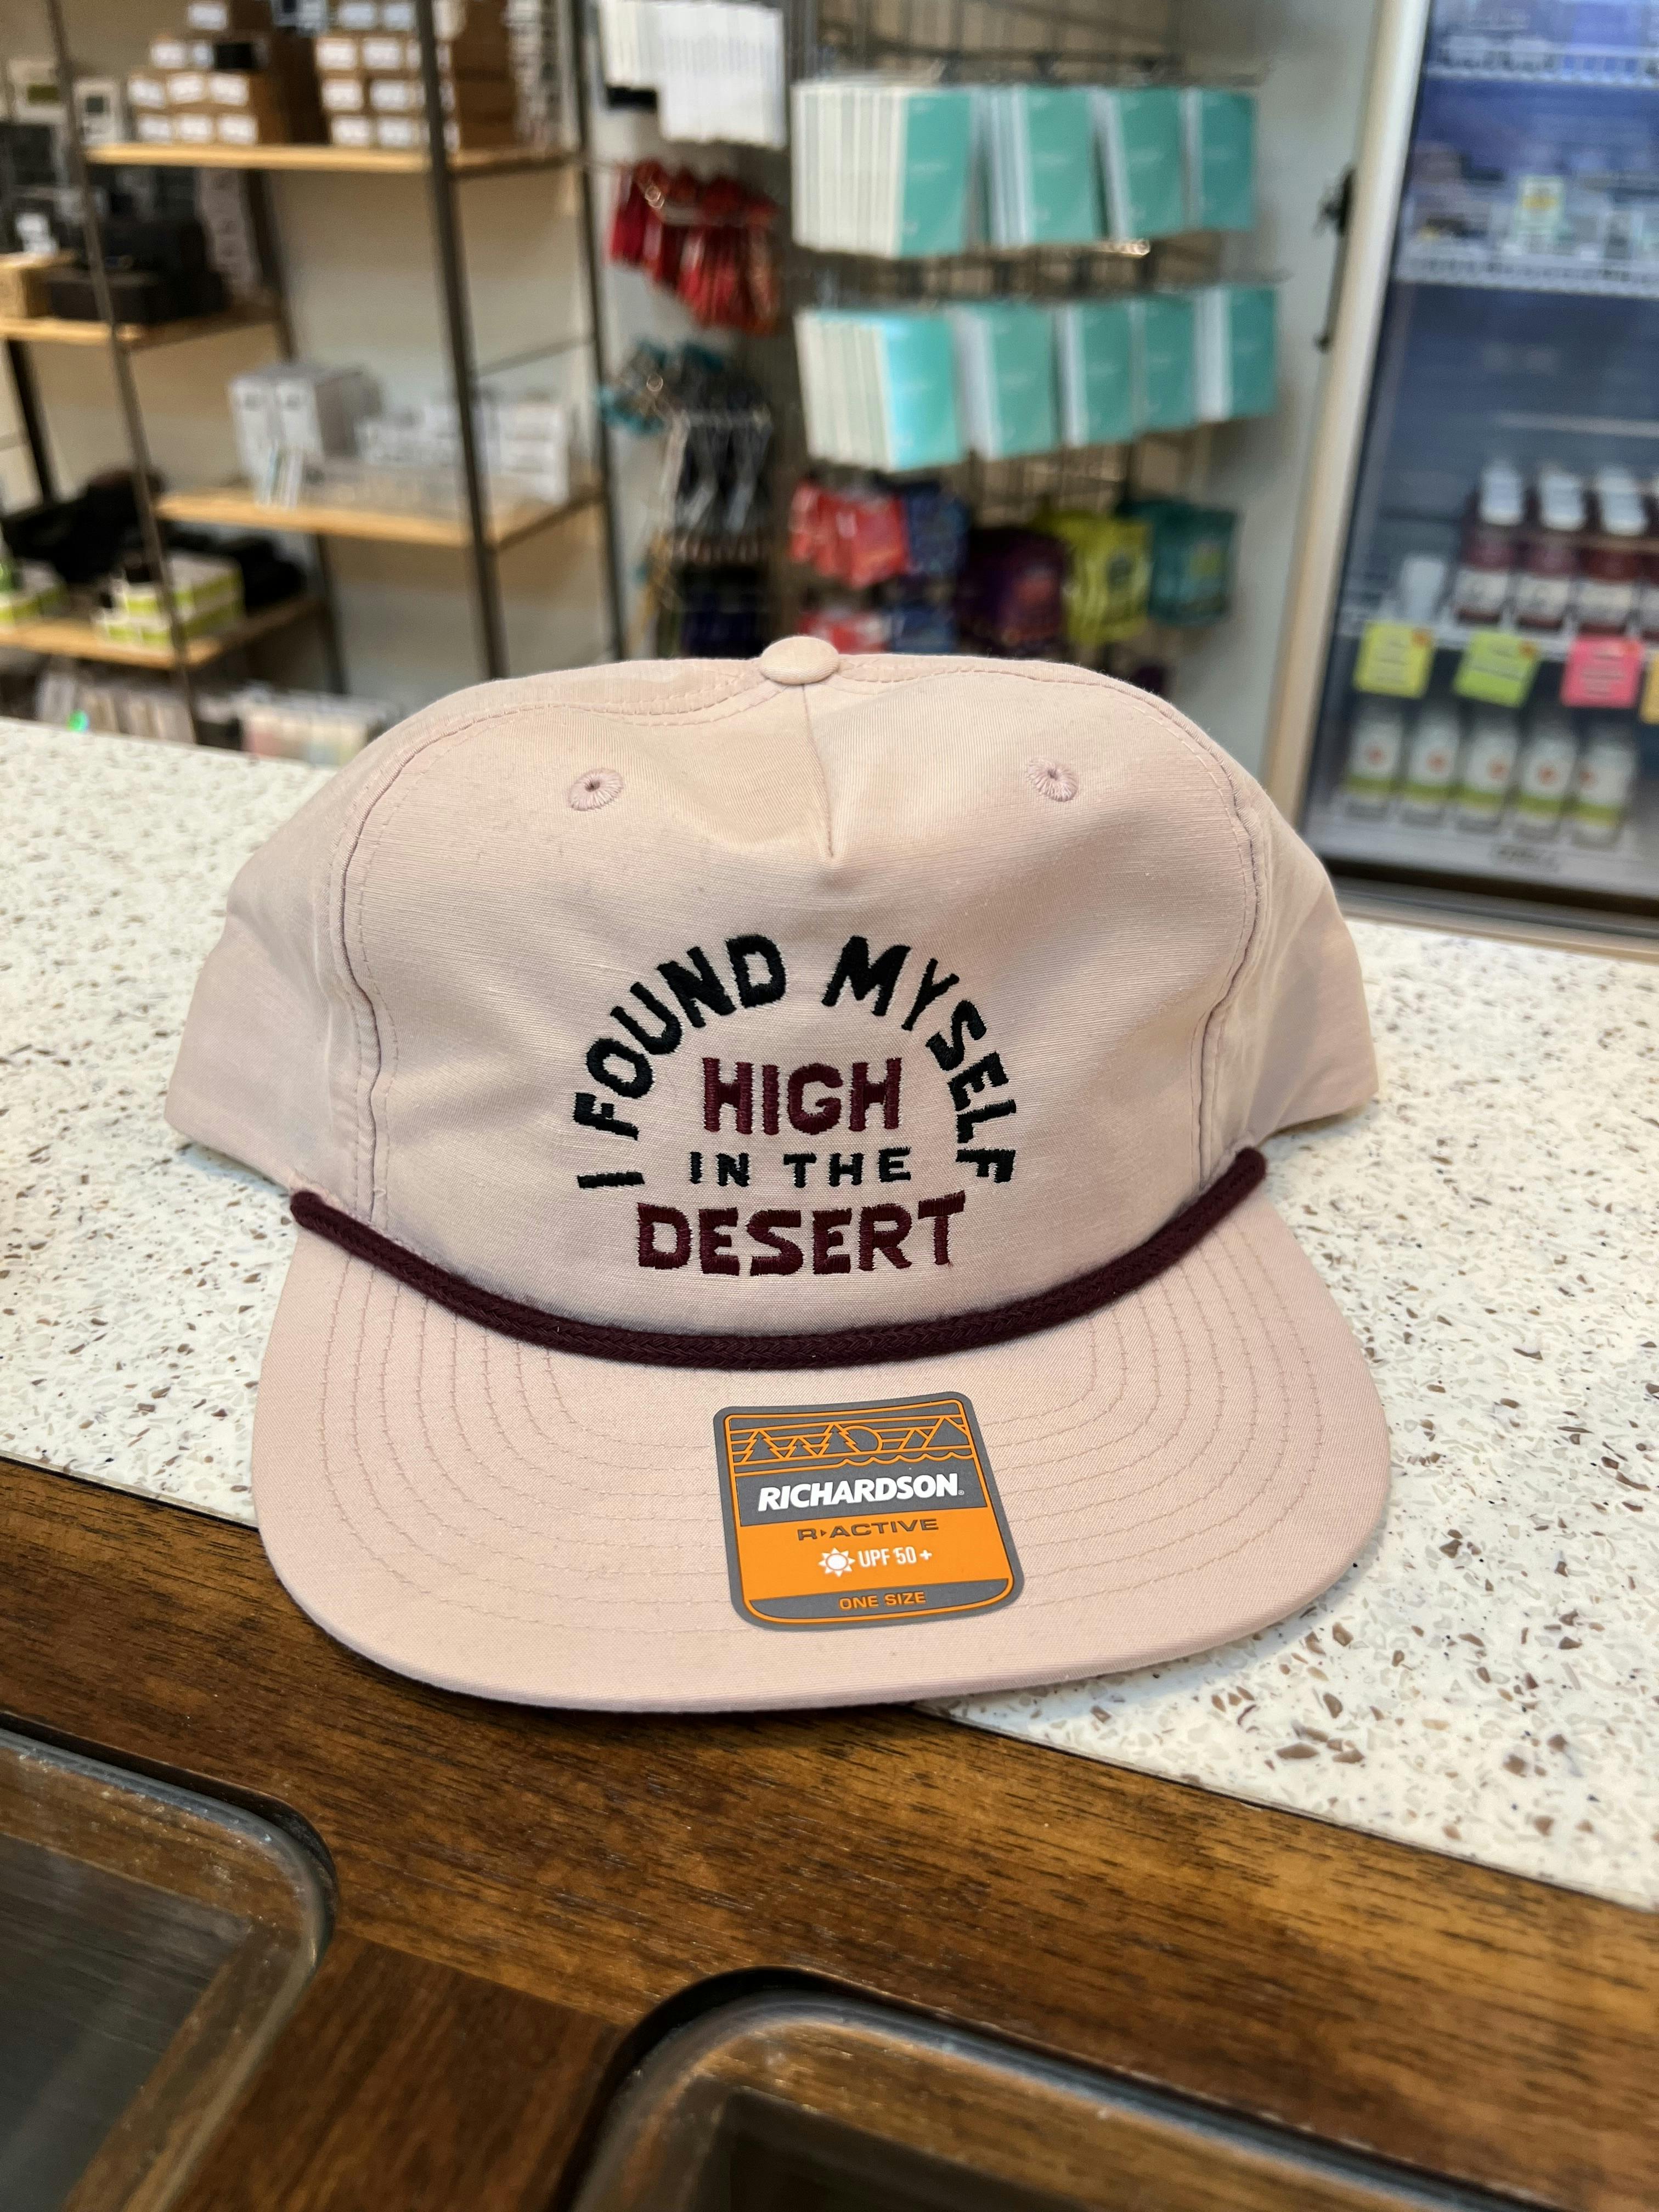 I FOUND MYSELF
HIGH
IN THE
DESERT
RICHARDSON
R ACTIVE
UPF 50+
ONE SIZE